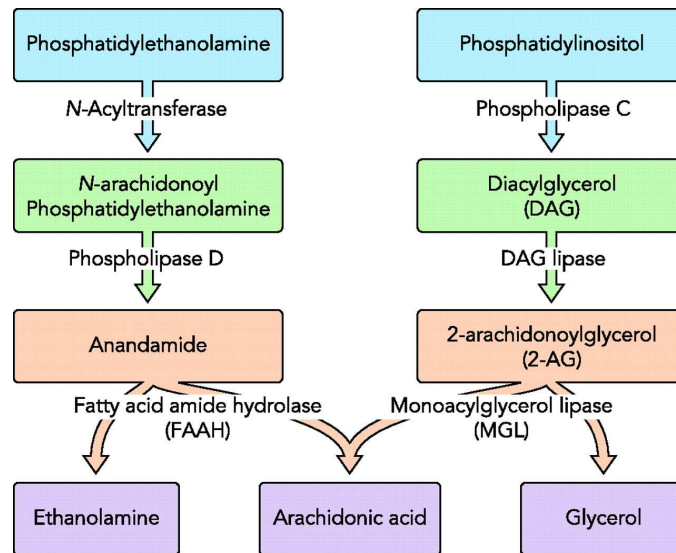 Phosphatidylethanolamine
Phosphatidylinositol
N-Acyltransferase
Phospholipase C
N-arachidonoyl
Phosphatidylethanolamine
Diacylglycerol
(DAG)
Phospholipase D
DAG lipase
Anandamide
2-arachidonoylglycerol
(2-AG)
Fatty acid amide hydrolase
(FAAH)
Monoacylglycerol lipase
(MGL)
Ethanolamine
Arachidonic acid
Glycerol